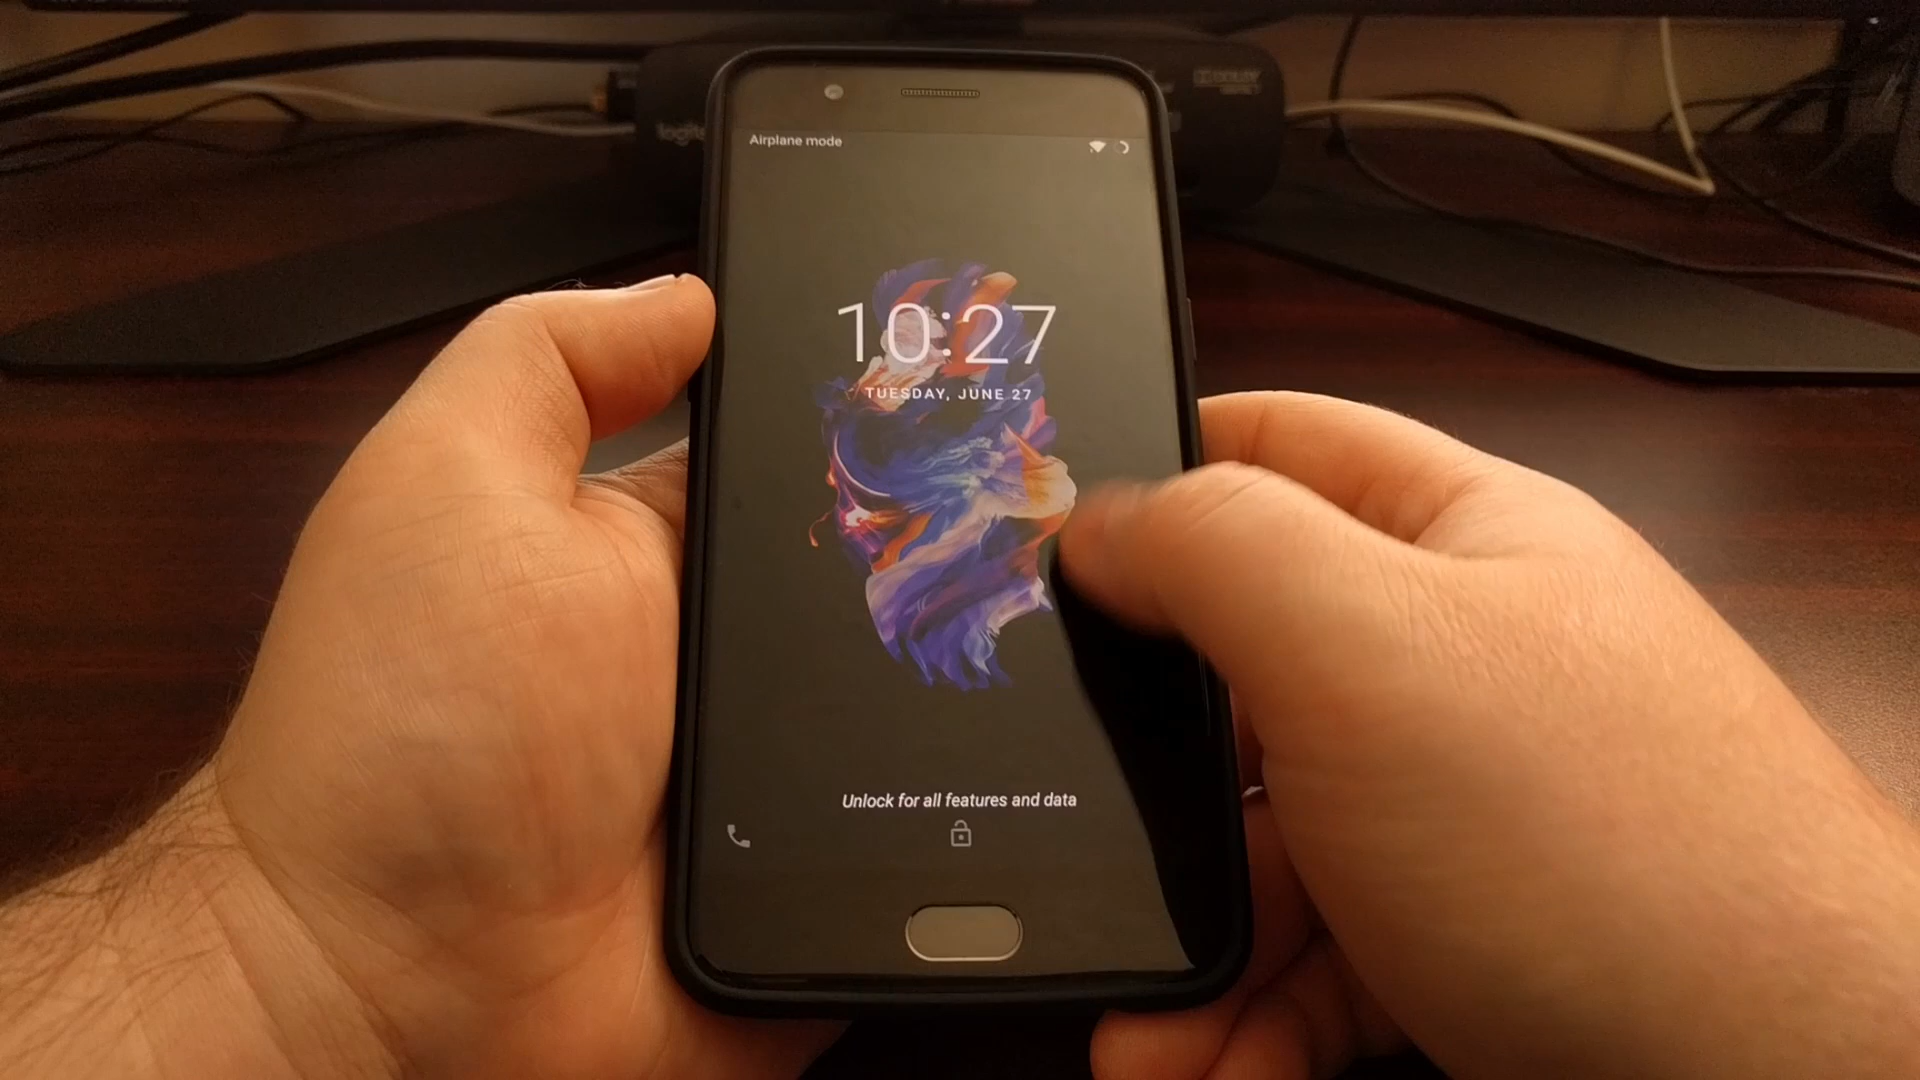 Airplane mode
10:27
TUESDAY, JUNE 27
Unlock for all features and data